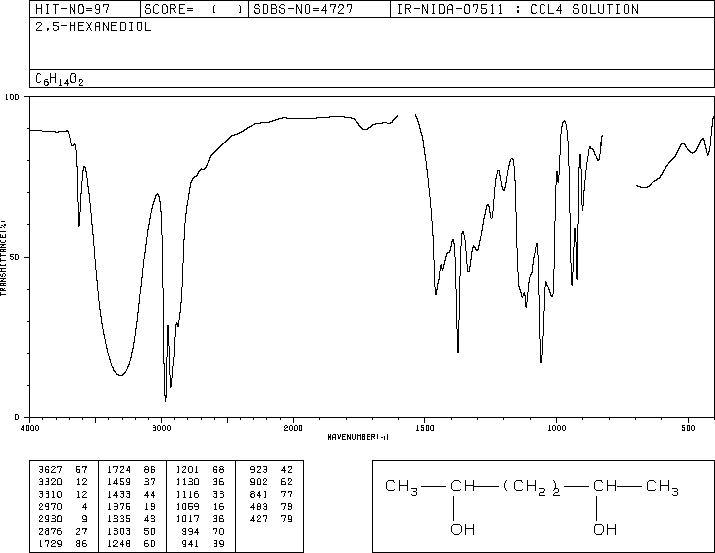 HIT-NO=97 SCORE= ( ) SDBS-NO=4727 IR-NIDA-07511 : CCL4 SOLUTION
2,5-HEXANEDIOL
C6H14O2
100
TRANSMITTANCE(%)
50
0
4000 3000 2000 1500 1000 500
WAVENUMBER(-1)
3627 67 1724 86 1201 68 923 42
3320 12 1459 37 1130 36 902 62
3310 12 1433 44 1116 33 841 77
2970 4 1376 19 1059 16 483 79
2930 9 1335 43 1017 36 427 79
2876 27 1303 50 994 70
1729 86 1248 60 941 39
CH3 CH (CH2)2 CH CH3
OH OH